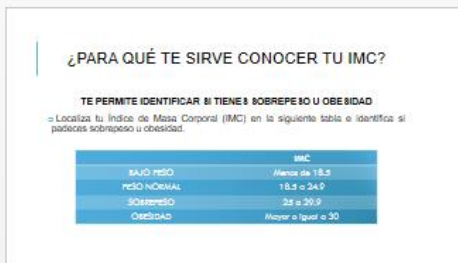 ¿PARA QUÉ TE SIRVE CONOCER TU IMC?
TE PERMITE IDENTIFICAR SI TIENES SOBREPESO U OBESIDAD
Localiza tu Índice de Masa Corporal (IMC) en la siguiente tabla e identifica si
padeces sobrepeso u obesidad.
IMC
BAJO PESO Menos de 18.5
PESO NORMAL 18.5 a 24.9
SOBREPESO 25 a 29.9
OBESIDAD Mayor o igual a 30